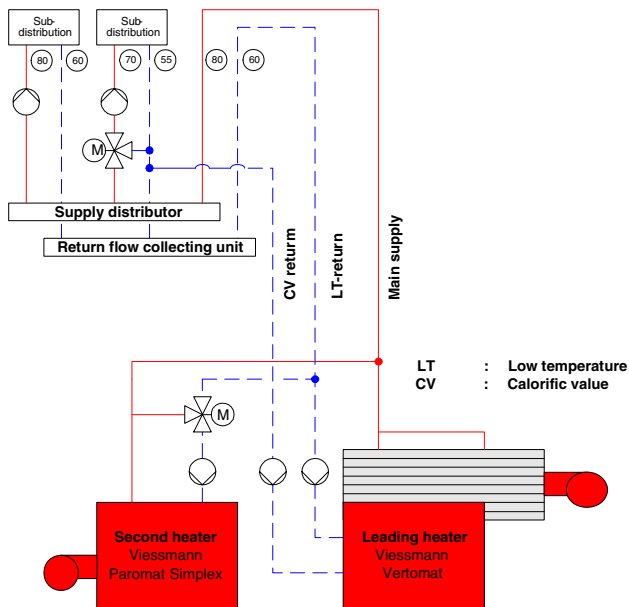 Sub-
distribution
Sub-
distribution
80
60
70
55
80
60
M
Supply distributor
Return flow collecting unit
CV returm
LT-return
Main supply
LT : Low temperature
CV : Calorific value
M
Second heater
Viessmann
Paromat Simplex
Leading heater
Viessmann
Vertomat